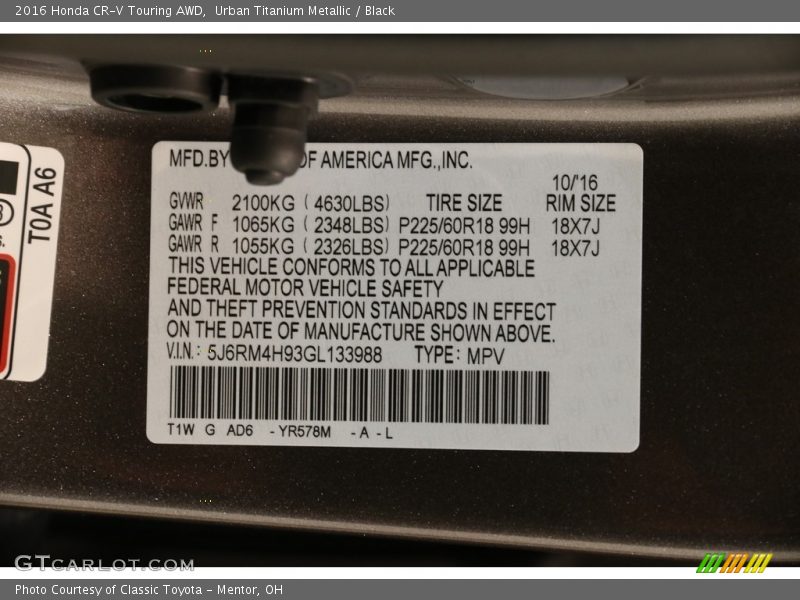 2016 Honda CR-V Touring AWD, Urban Titanium Metallic / Black
MFD.BY OF AMERICA MFG.,INC.
10/'16
GVWR 2100KG ( 4630LBS) TIRE SIZE RIM SIZE
GAWR F 1065KG ( 2348LBS) P225/60R18 99H 18X7J
GAWR R 1055KG ( 2326LBS) P225/60R18 99H 18X7J
THIS VEHICLE CONFORMS TO ALL APPLICABLE
FEDERAL MOTOR VEHICLE SAFETY
AND THEFT PREVENTION STANDARDS IN EFFECT
ON THE DATE OF MANUFACTURE SHOWN ABOVE.
V.I.N.: 5J6RM4H93GL133988 TYPE: MPV
T1W G AD6 -YR578M -A -L
T0A A6
GTCARLOT.COM
Photo Courtesy of Classic Toyota - Mentor, OH